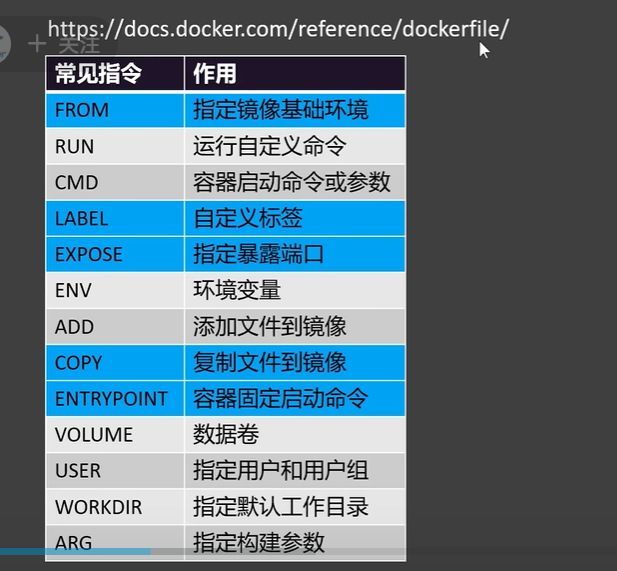 https://docs.docker.com/reference/dockerfile/
+ 关注
常见指令 作用
FROM 指定镜像基础环境
RUN 运行自定义命令
CMD 容器启动命令或参数
LABEL 自定义标签
EXPOSE 指定暴露端口
ENV 环境变量
ADD 添加文件到镜像
COPY 复制文件到镜像
ENTRYPOINT 容器固定启动命令
VOLUME 数据卷
USER 指定用户和用户组
WORKDIR 指定默认工作目录
ARG 指定构建参数